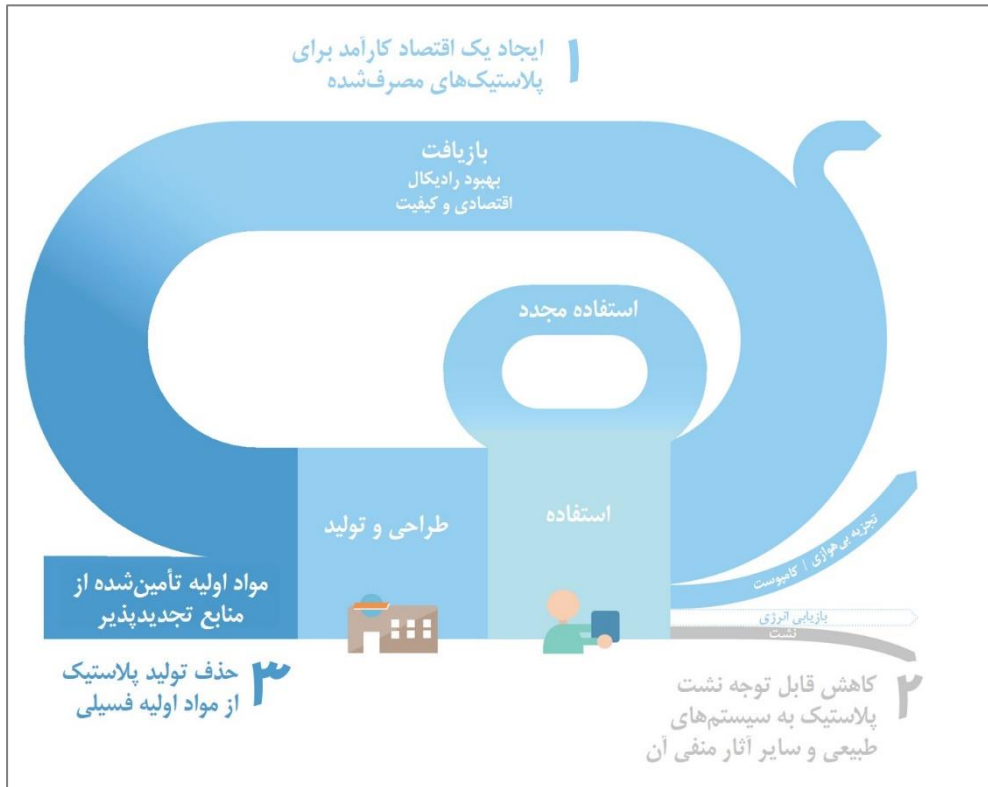 ۱
ایجاد یک اقتصاد کارآمد برای
پلاستیک‌های مصرف‌شده
بازیافت
بهبود رادیکال
اقتصادی و کیفیت
استفاده مجدد
استفاده
طراحی و تولید
مواد اولیه تأمین‌شده از
منابع تجدیدپذیر
تجزیه بی‌هوازی / کامپوست
بازیابی انرژی
نشت
۲
کاهش قابل توجه نشت
پلاستیک به سیستم‌های
طبیعی و سایر آثار منفی آن
۳
حذف تولید پلاستیک
از مواد اولیه فسیلی